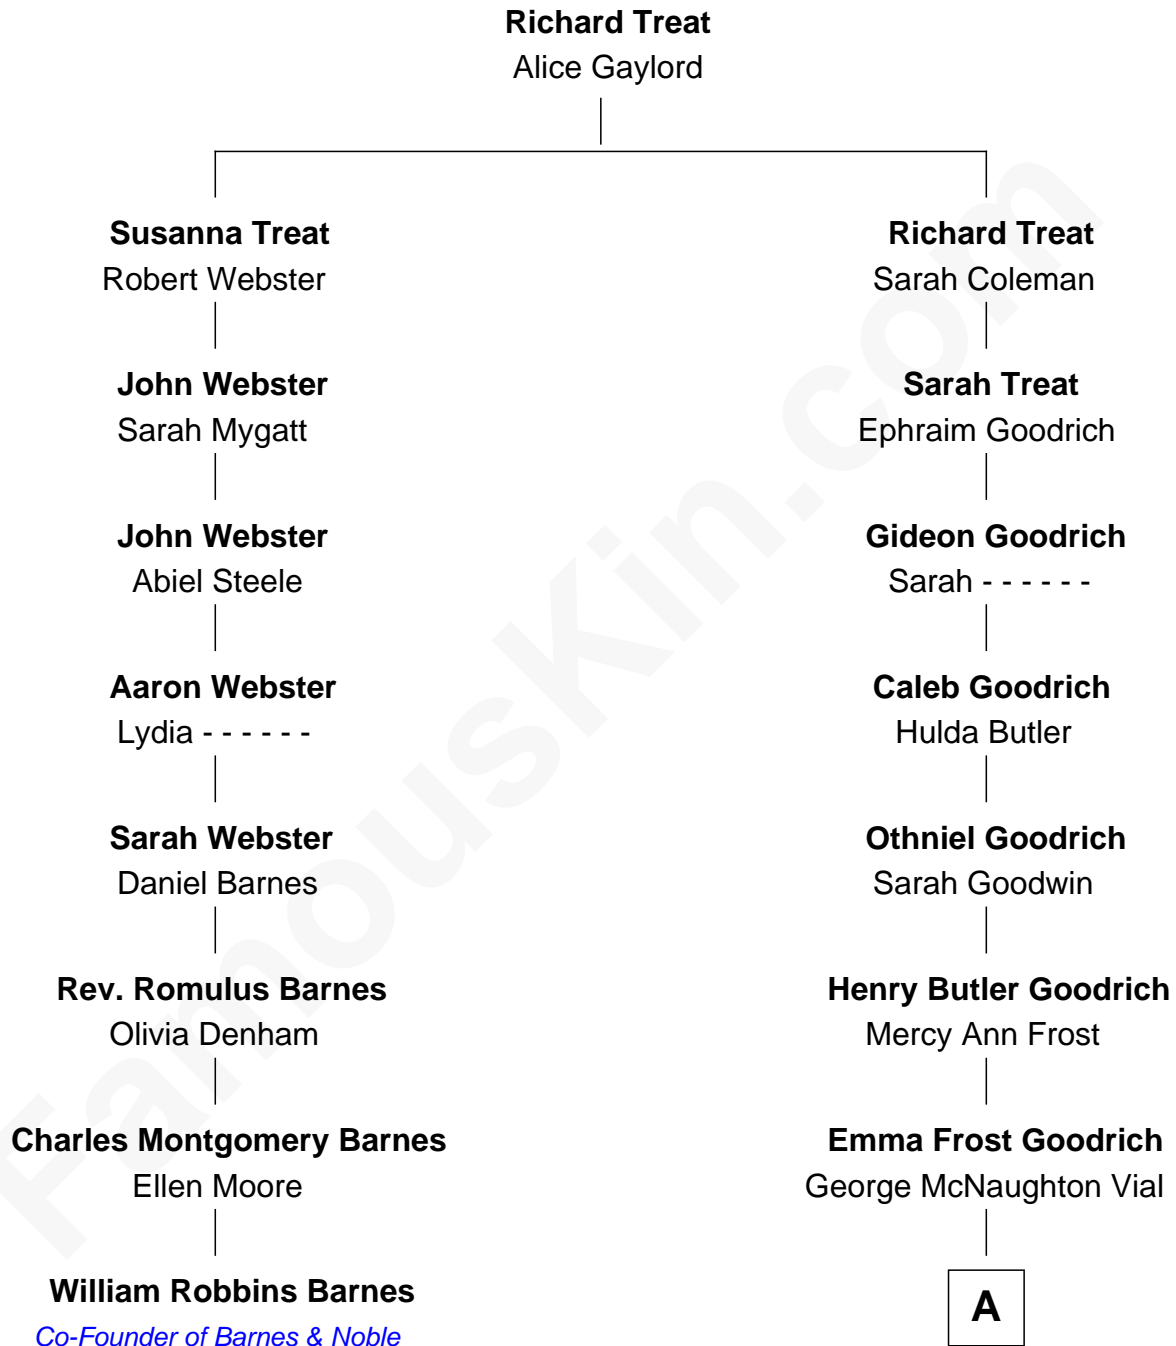 Richard Treat
Alice Gaylord
Susanna Treat
Robert Webster
Richard Treat
Sarah Coleman
John Webster
Sarah Mygatt
Sarah Treat
Ephraim Goodrich
John Webster
Abiel Steele
Gideon Goodrich
Sarah - - - - - -
Aaron Webster
Lydia - - - - - -
Caleb Goodrich
Hulda Butler
Sarah Webster
Daniel Barnes
Othniel Goodrich
Sarah Goodwin
Rev. Romulus Barnes
Olivia Denham
Henry Butler Goodrich
Mercy Ann Frost
Charles Montgomery Barnes
Ellen Moore
Emma Frost Goodrich
George McNaughton Vial
William Robbins Barnes
Co-Founder of Barnes & Noble
A
FamousKin.com